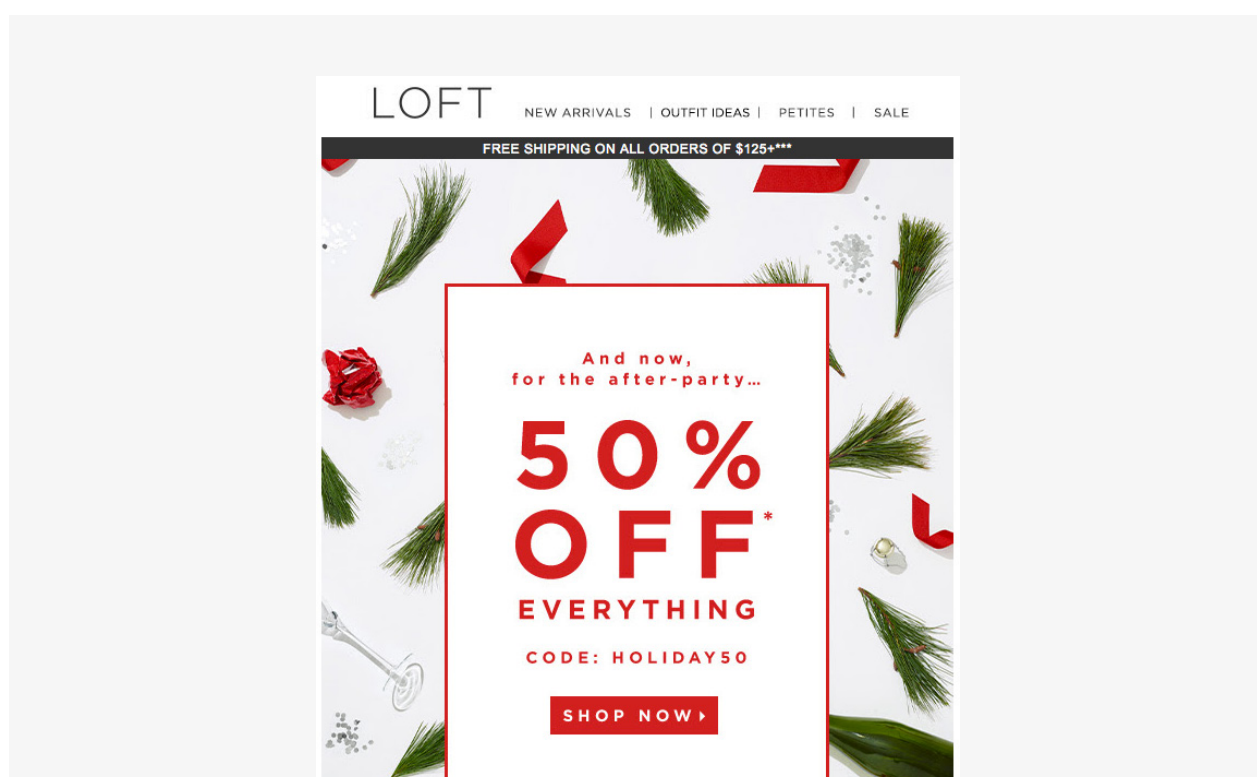 LOFT
NEW ARRIVALS | OUTFIT IDEAS | PETITES | SALE
FREE SHIPPING ON ALL ORDERS OF $125+***
And now,
for the after-party...
50%
OFF*
EVERYTHING
CODE: HOLIDAY50
SHOP NOW